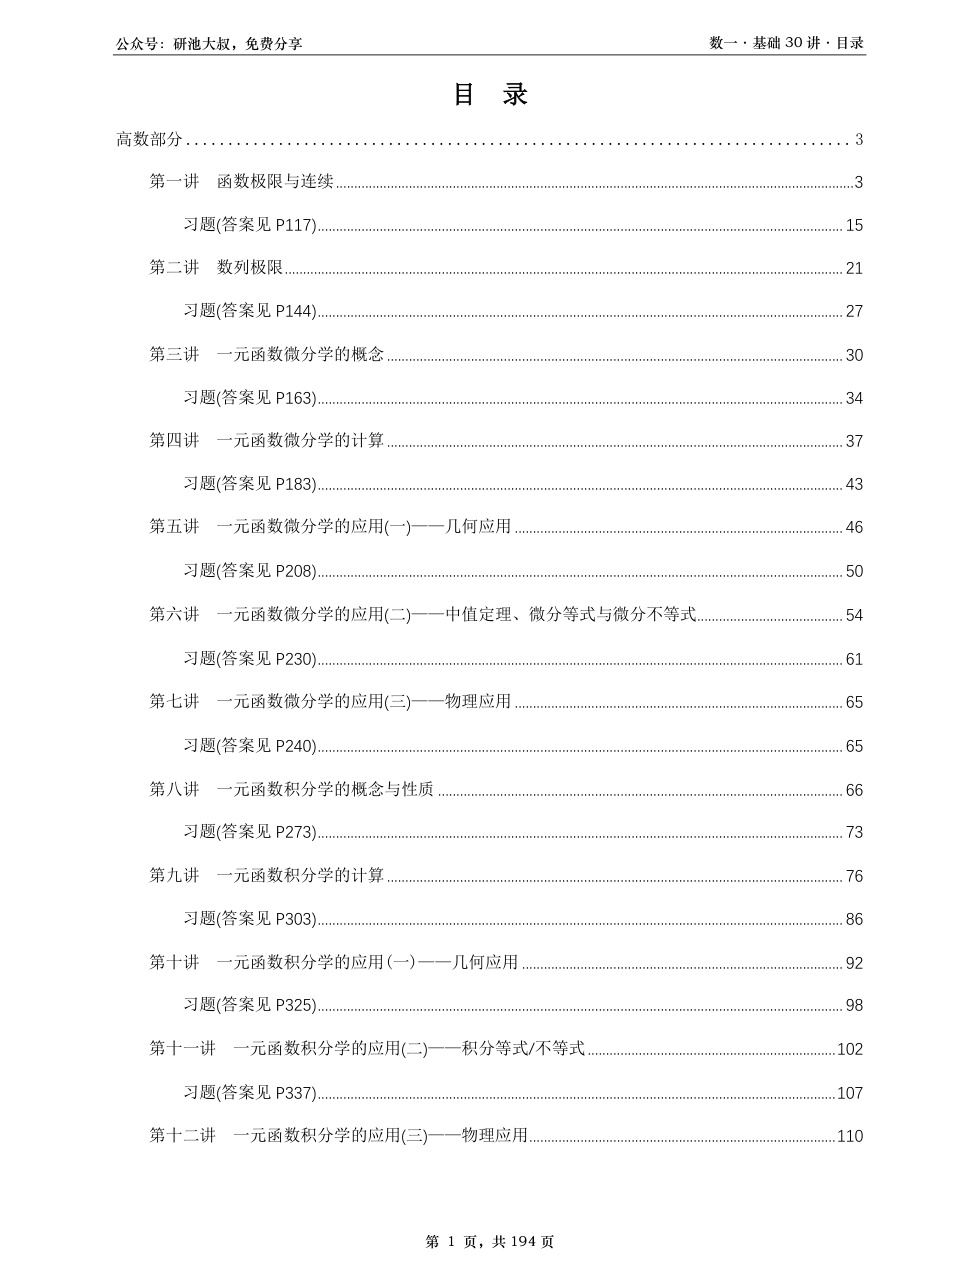 公众号：研池大叔，免费分享
数一·基础 30 讲·目录
目 录
高数部分................................................................................3
第一讲 函数极限与连续................................................................3
习题(答案见 P117)................................................................15
第二讲 数列极限................................................................21
习题(答案见 P144)................................................................27
第三讲 一元函数微分学的概念................................................................30
习题(答案见 P163)................................................................34
第四讲 一元函数微分学的计算................................................................37
习题(答案见 P183)................................................................43
第五讲 一元函数微分学的应用(一)——几何应用................................................................46
习题(答案见 P208)................................................................50
第六讲 一元函数微分学的应用(二)——中值定理、微分等式与微分不等式................................54
习题(答案见 P230)................................................................61
第七讲 一元函数微分学的应用(三)——物理应用................................................................65
习题(答案见 P240)................................................................65
第八讲 一元函数积分学的概念与性质................................................................66
习题(答案见 P273)................................................................73
第九讲 一元函数积分学的计算................................................................76
习题(答案见 P303)................................................................86
第十讲 一元函数积分学的应用(一)——几何应用................................................................92
习题(答案见 P325)................................................................98
第十一讲 一元函数积分学的应用(二)——积分等式/不等式................................................102
习题(答案见 P337)................................................................107
第十二讲 一元函数积分学的应用(三)——物理应用................................................................110
第 1 页，共 194 页